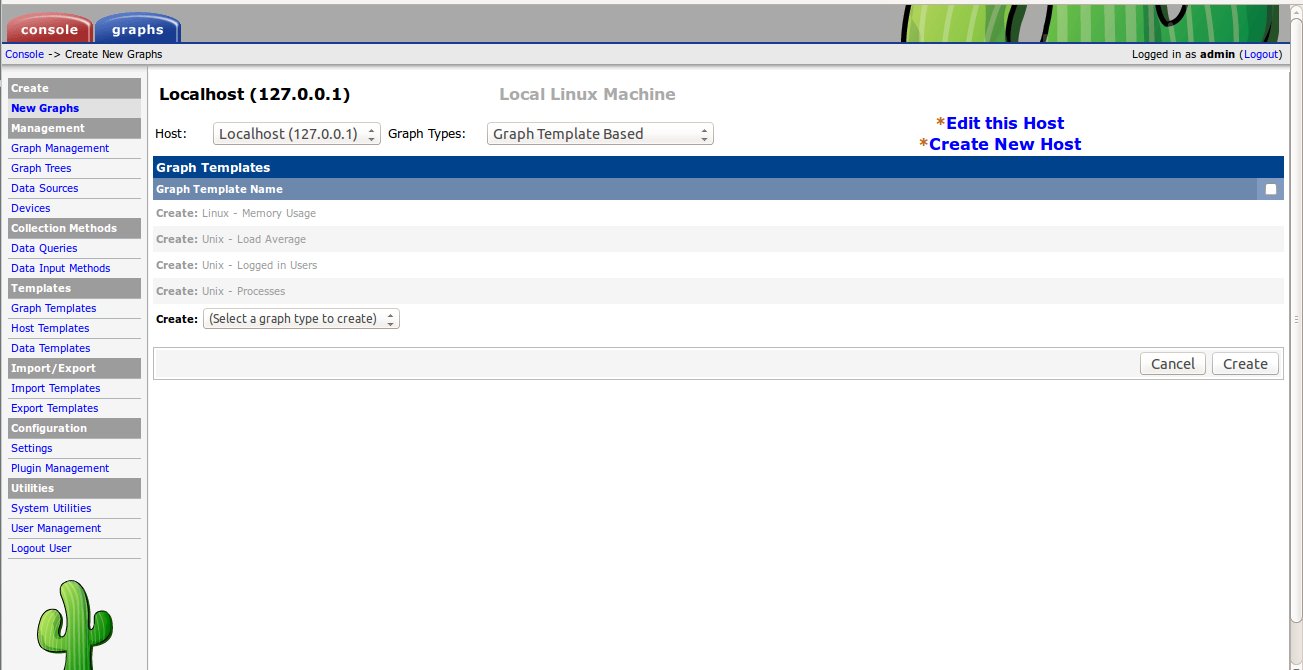 console graphs
Console -> Create New Graphs Logged in as admin (Logout)
Create
New Graphs
Management
Graph Management
Graph Trees
Data Sources
Devices
Collection Methods
Data Queries
Data Input Methods
Templates
Graph Templates
Host Templates
Data Templates
Import/Export
Import Templates
Export Templates
Configuration
Settings
Plugin Management
Utilities
System Utilities
User Management
Logout User
Localhost (127.0.0.1) Local Linux Machine
Host: Localhost (127.0.0.1) Graph Types: Graph Template Based
*Edit this Host
*Create New Host
Graph Templates
Graph Template Name
Create: Linux - Memory Usage
Create: Unix - Load Average
Create: Unix - Logged in Users
Create: Unix - Processes
Create: (Select a graph type to create)
Cancel Create